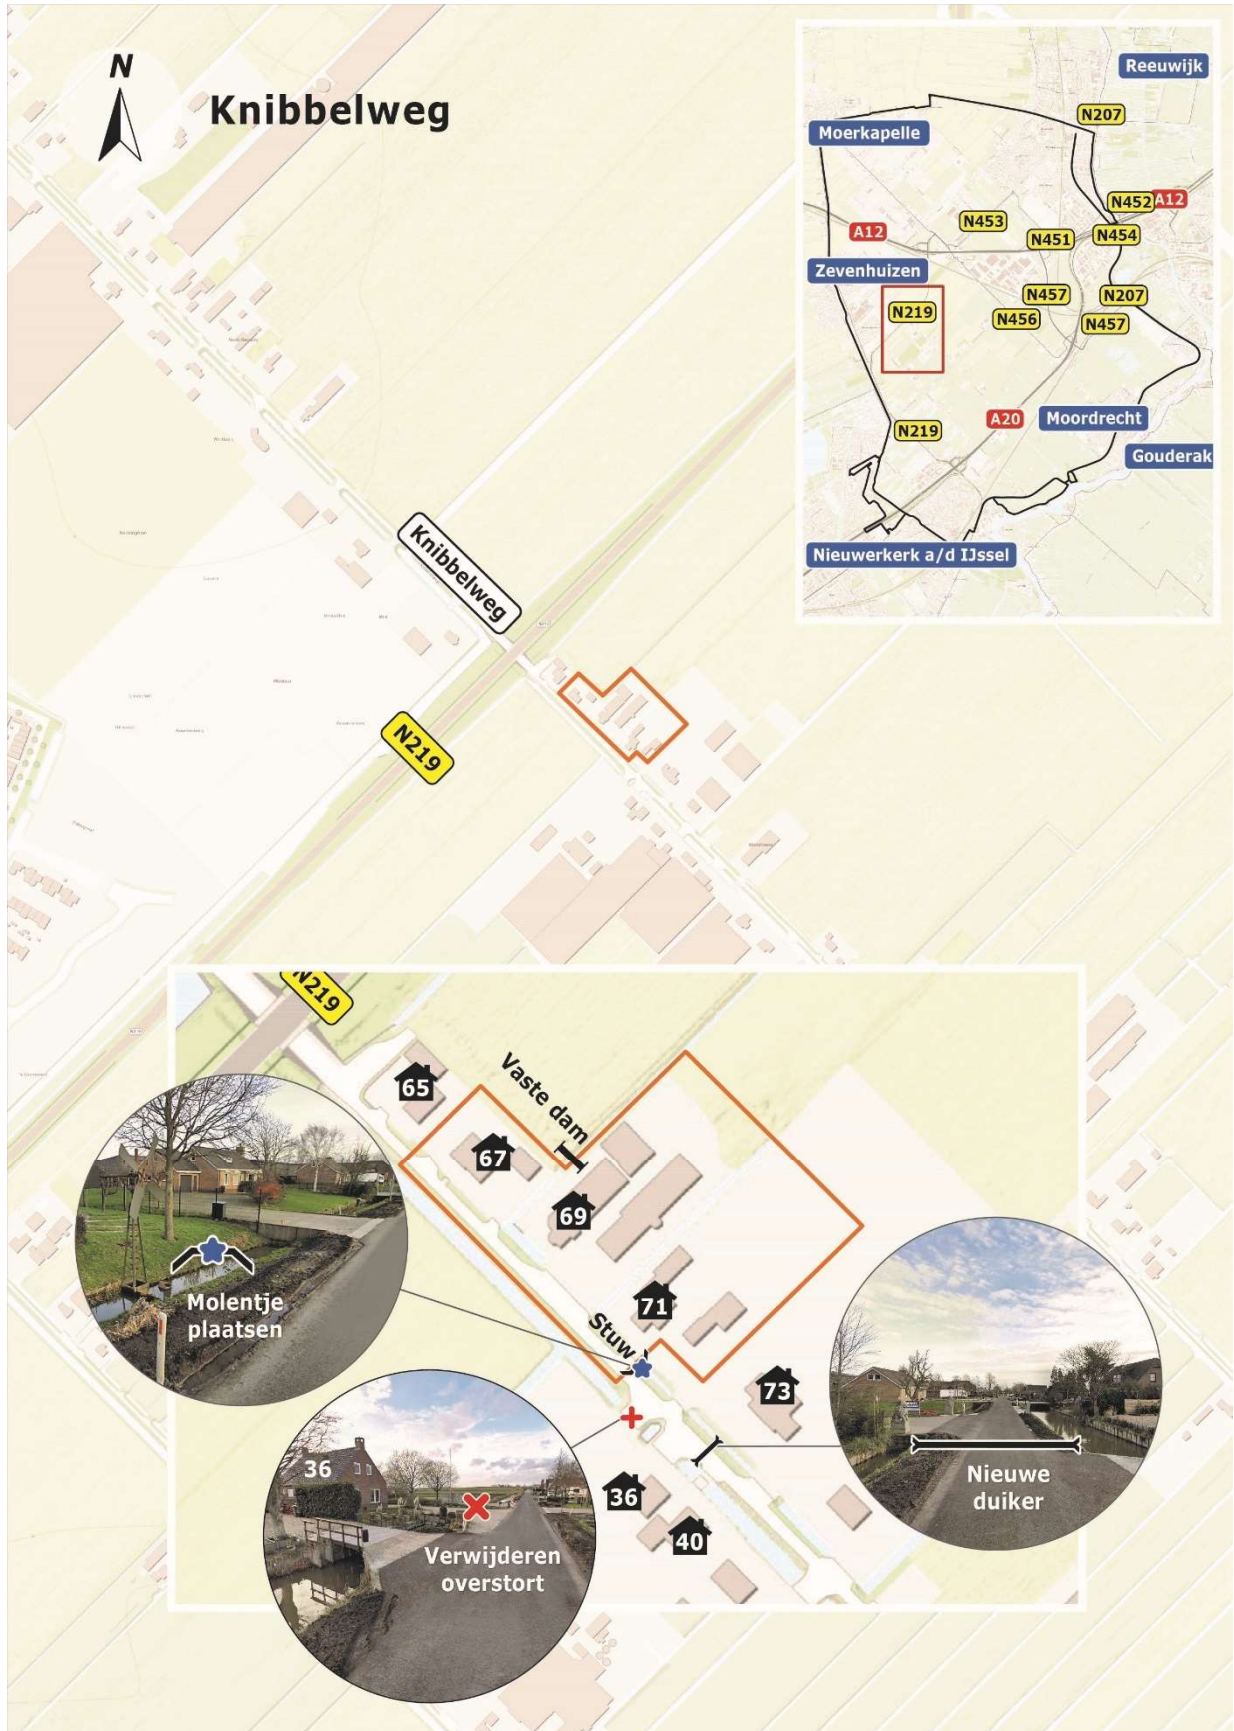 N
Knibbelweg
Reeuwijk
N207
Moerkapelle
N452
A12
N453
A12
N451
N454
Zevenhuizen
N457
N207
N219
N456
N457
A20
Moordrecht
N219
Gouderak
Nieuwerkerk a/d IJssel
Knibbelweg
N219
N219
65
Vaste dam
67
69
Molentje
plaatsen
71
Stuw
73
36
36
40
Verwijderen
overstort
Nieuwe
duiker